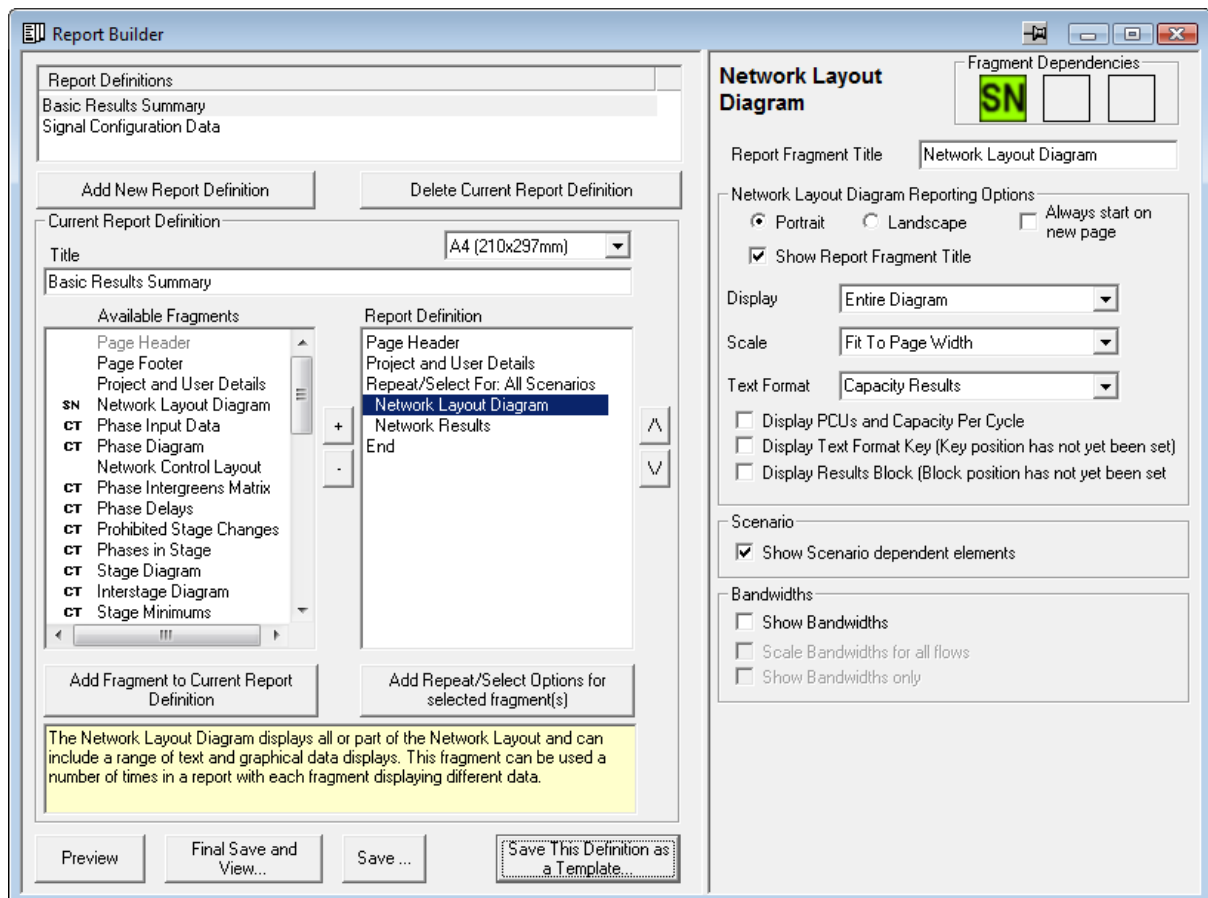 Report Builder
Report Definitions
Basic Results Summary
Signal Configuration Data
Add New Report Definition
Delete Current Report Definition
Current Report Definition
A4 (210x297mm)
Title
Basic Results Summary
Available Fragments
Page Header
Page Footer
Project and User Details
SN Network Layout Diagram
CT Phase Input Data
CT Phase Diagram
Network Control Layout
CT Phase Intergreens Matrix
CT Phase Delays
CT Prohibited Stage Changes
CT Phases in Stage
CT Stage Diagram
CT Interstage Diagram
CT Stage Minimums
+
-
Report Definition
Page Header
Project and User Details
Repeat/Select For: All Scenarios
Network Layout Diagram
Network Results
End
/\
\/
Add Fragment to Current Report
Definition
Add Repeat/Select Options for
selected fragment(s)
The Network Layout Diagram displays all or part of the Network Layout and can
include a range of text and graphical data displays. This fragment can be used a
number of times in a report with each fragment displaying different data.
Preview
Final Save and
View...
Save ...
Save This Definition as
a Template...
Network Layout
Diagram
Fragment Dependencies
SN
Report Fragment Title
Network Layout Diagram
Network Layout Diagram Reporting Options
Portrait
Landscape
Always start on
new page
Show Report Fragment Title
Display
Entire Diagram
Scale
Fit To Page Width
Text Format
Capacity Results
Display PCUs and Capacity Per Cycle
Display Text Format Key (Key position has not yet been set)
Display Results Block (Block position has not yet been set
Scenario
Show Scenario dependent elements
Bandwidths
Show Bandwidths
Scale Bandwidths for all flows
Show Bandwidths only